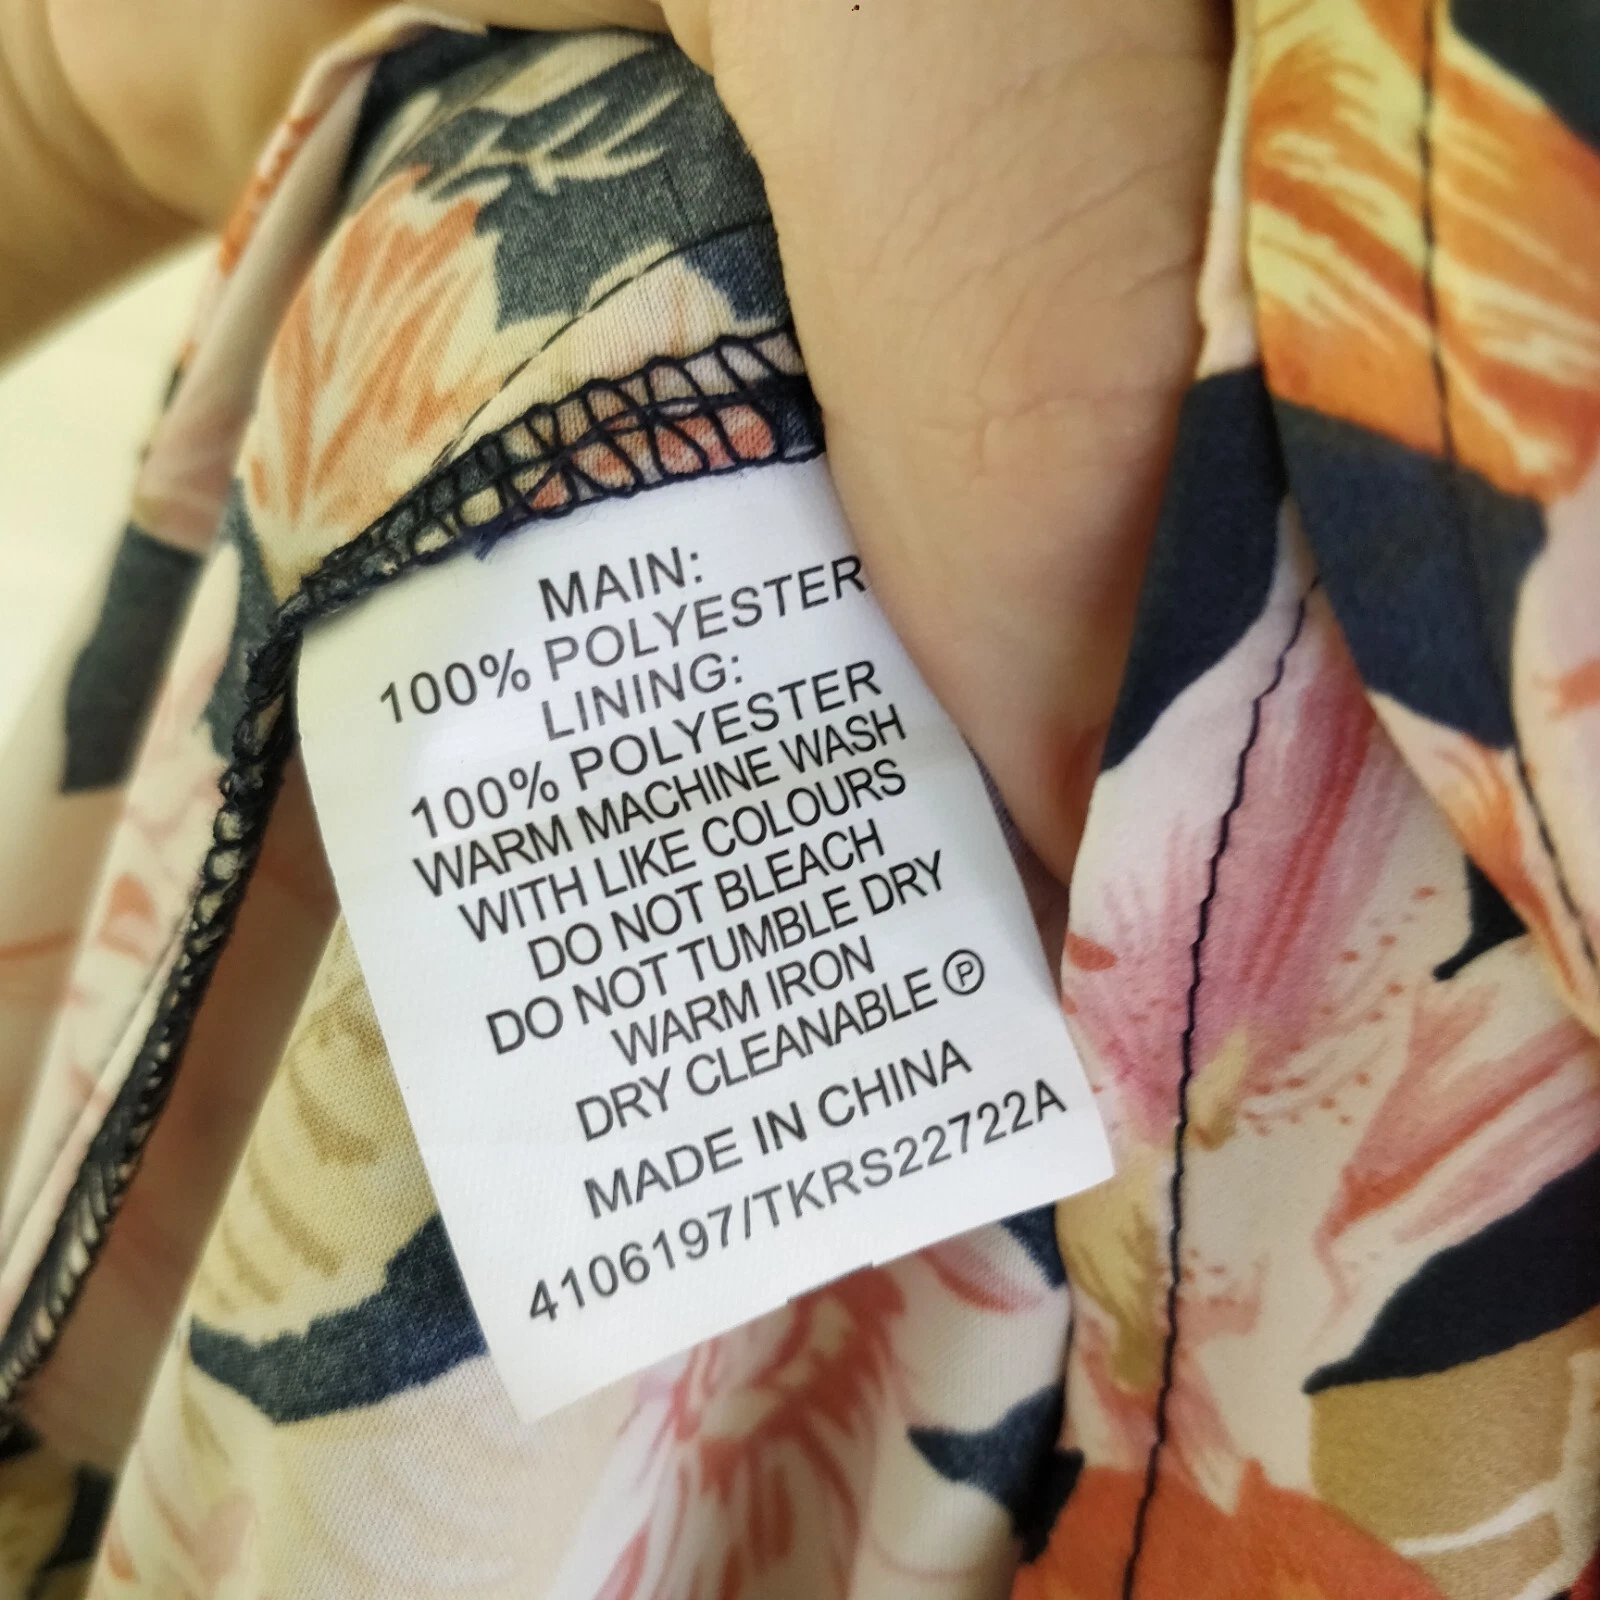 MAIN:
100% POLYESTER
LINING:
100% POLYESTER
WARM MACHINE WASH
WITH LIKE COLOURS
DO NOT BLEACH
DO NOT TUMBLE DRY
WARM IRON
DRY CLEANABLE Ⓟ
MADE IN CHINA
4106197/TKRS22722A